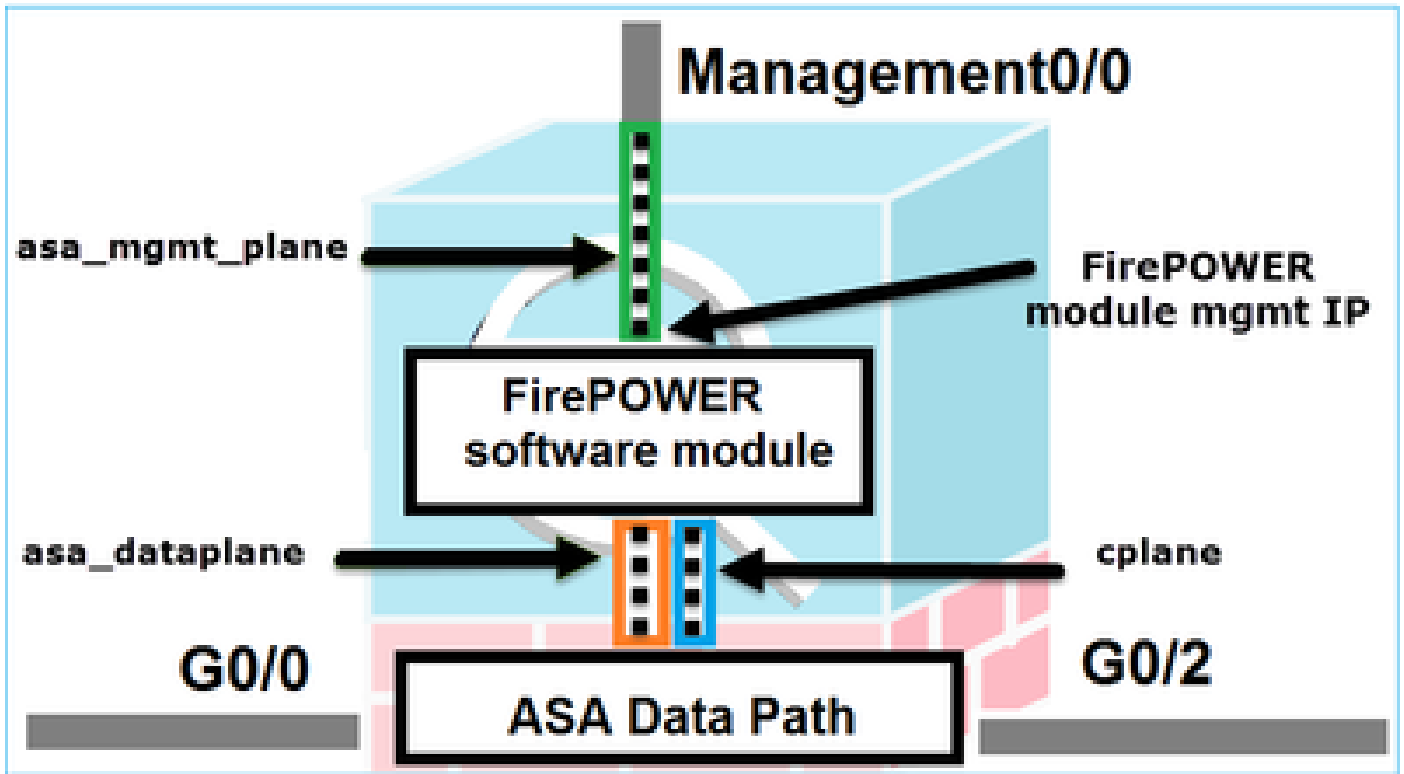 Management0/0
asa_mgmt_plane
FirePOWER
module mgmt IP
FirePOWER
software module
asa_dataplane
cplane
G0/0
G0/2
ASA Data Path